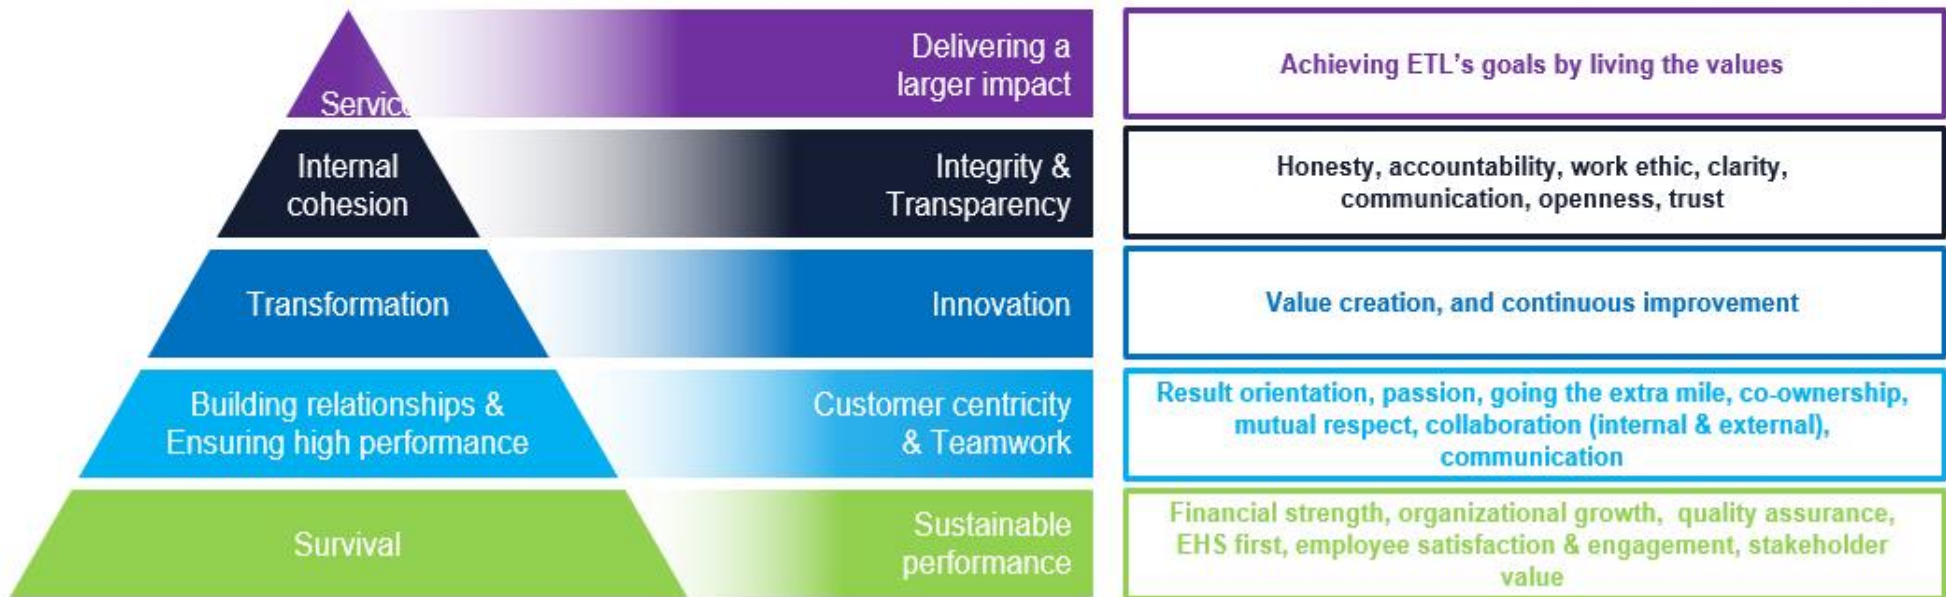 Service
Delivering a
larger impact
Achieving ETL's goals by living the values
Internal
cohesion
Integrity &
Transparency
Honesty, accountability, work ethic, clarity,
communication, openness, trust
Transformation
Innovation
Value creation, and continuous improvement
Building relationships &
Ensuring high performance
Customer centricity
& Teamwork
Result orientation, passion, going the extra mile, co-ownership,
mutual respect, collaboration (internal & external),
communication
Survival
Sustainable
performance
Financial strength, organizational growth, quality assurance,
EHS first, employee satisfaction & engagement, stakeholder
value